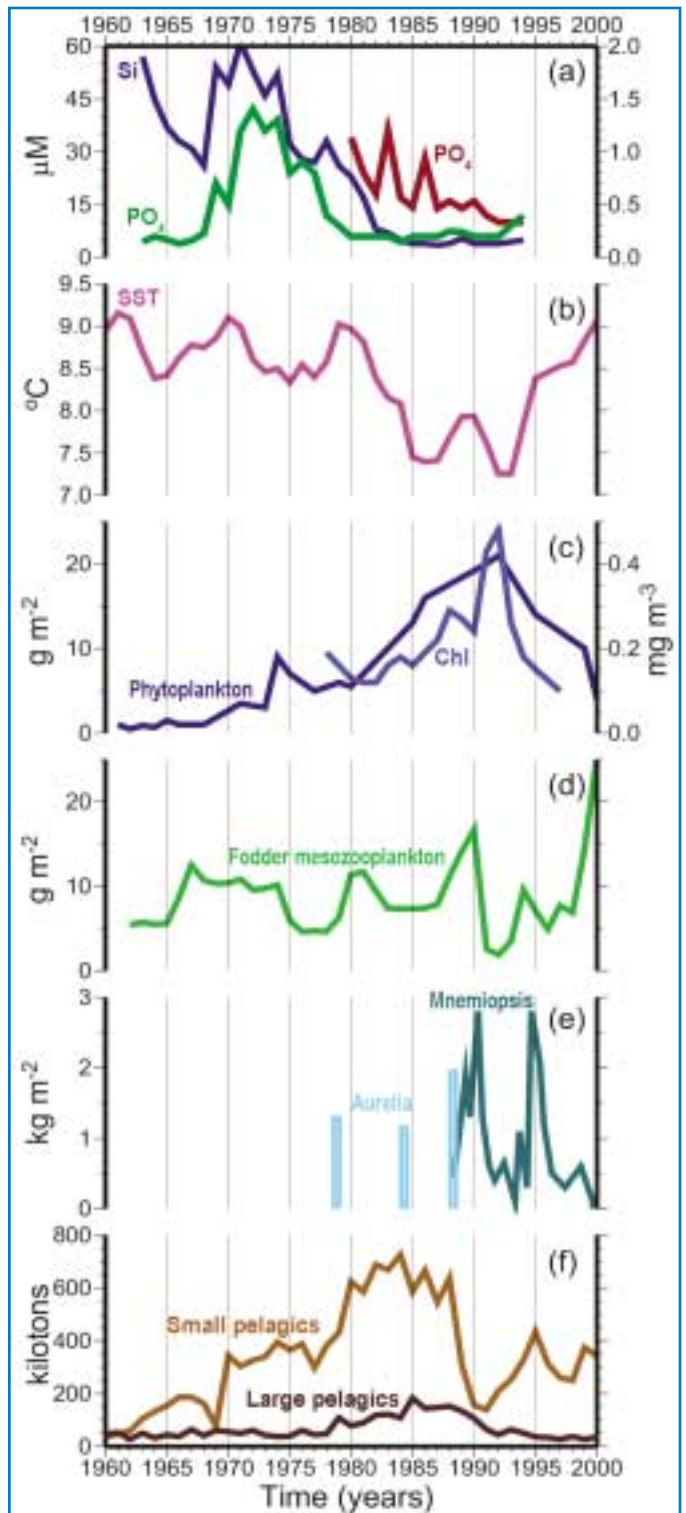 1960 1965 1970 1975 1980 1985 1990 1995 2000
60 2.0
Si (a)
45 1.5
µM
30 1.0
PO4
15 0.5
PO4
0 0.0
9.5
SST (b)
9.0
8.5
ºC
8.0
7.5
7.0
(c)
20 0.4
g m-2 mg m-3
10 0.2
Chl
Phytoplankton
0 0.0
(d)
20
Fodder mesozooplankton
g m-2
10
0
3
Mnemiopsis (e)
2
kg m-2
Aurelia
1
0
800
(f)
600
kilotons
Small pelagics
400
200
Large pelagics
0
1960 1965 1970 1975 1980 1985 1990 1995 2000
Time (years)